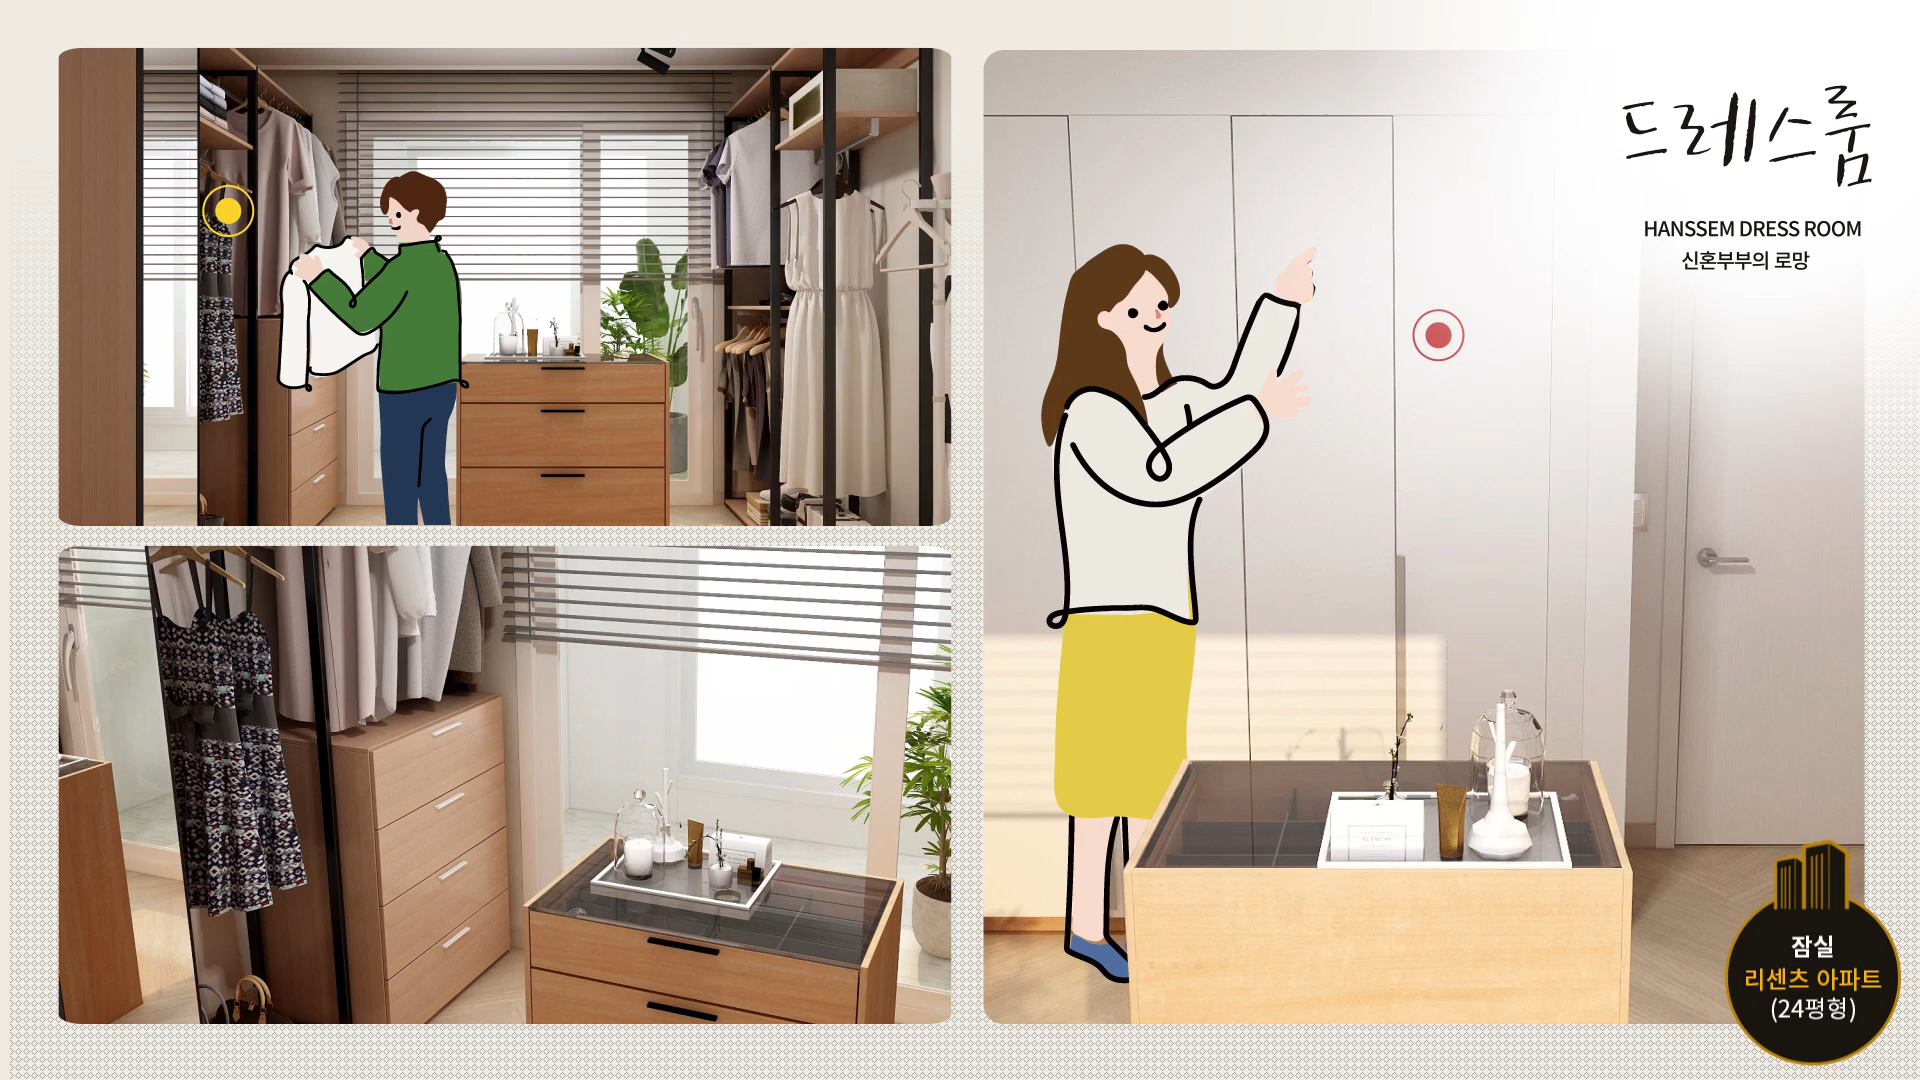 드레스룸
HANSSEM DRESS ROOM
신혼부부의 로망
잠실
리센츠 아파트
(24평형)